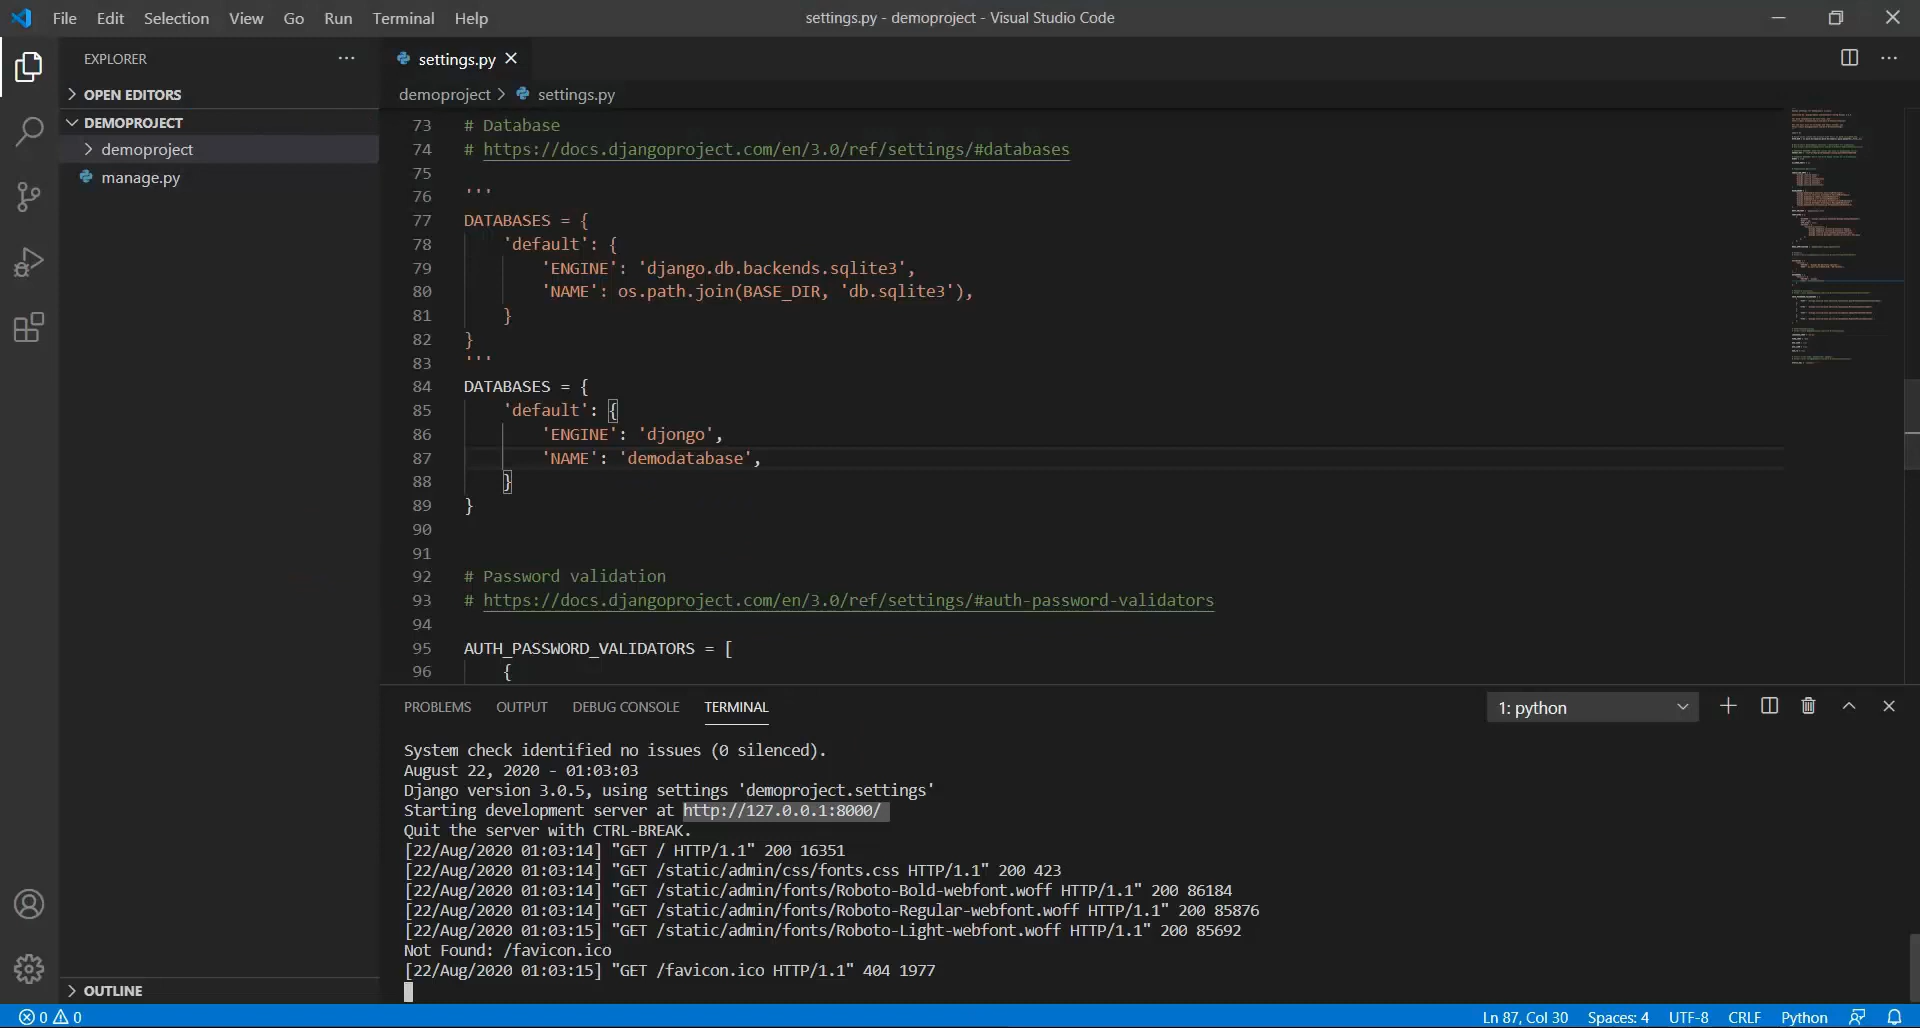 File Edit Selection View Go Run Terminal Help
settings.py - demoproject - Visual Studio Code
EXPLORER
OPEN EDITORS
DEMOPROJECT
demoproject
manage.py
OUTLINE
settings.py
demoproject > settings.py
73 # Database
74 # https://docs.djangoproject.com/en/3.0/ref/settings/#databases
75
76 '''
77 DATABASES = {
78 'default': {
79 'ENGINE': 'django.db.backends.sqlite3',
80 'NAME': os.path.join(BASE_DIR, 'db.sqlite3'),
81 }
82 }
83 '''
84 DATABASES = {
85 'default': {
86 'ENGINE': 'djongo',
87 'NAME': 'demodatabase',
88 }
89 }
90
91
92 # Password validation
93 # https://docs.djangoproject.com/en/3.0/ref/settings/#auth-password-validators
94
95 AUTH_PASSWORD_VALIDATORS = [
96 {
PROBLEMS OUTPUT DEBUG CONSOLE TERMINAL
1: python
System check identified no issues (0 silenced).
August 22, 2020 - 01:03:03
Django version 3.0.5, using settings 'demoproject.settings'
Starting development server at http://127.0.0.1:8000/
Quit the server with CTRL-BREAK.
[22/Aug/2020 01:03:14] "GET / HTTP/1.1" 200 16351
[22/Aug/2020 01:03:14] "GET /static/admin/css/fonts.css HTTP/1.1" 200 423
[22/Aug/2020 01:03:14] "GET /static/admin/fonts/Roboto-Bold-webfont.woff HTTP/1.1" 200 86184
[22/Aug/2020 01:03:14] "GET /static/admin/fonts/Roboto-Regular-webfont.woff HTTP/1.1" 200 85876
[22/Aug/2020 01:03:15] "GET /static/admin/fonts/Roboto-Light-webfont.woff HTTP/1.1" 200 85692
Not Found: /favicon.ico
[22/Aug/2020 01:03:15] "GET /favicon.ico HTTP/1.1" 404 1977
0 0
Ln 87, Col 30 Spaces: 4 UTF-8 CRLF Python